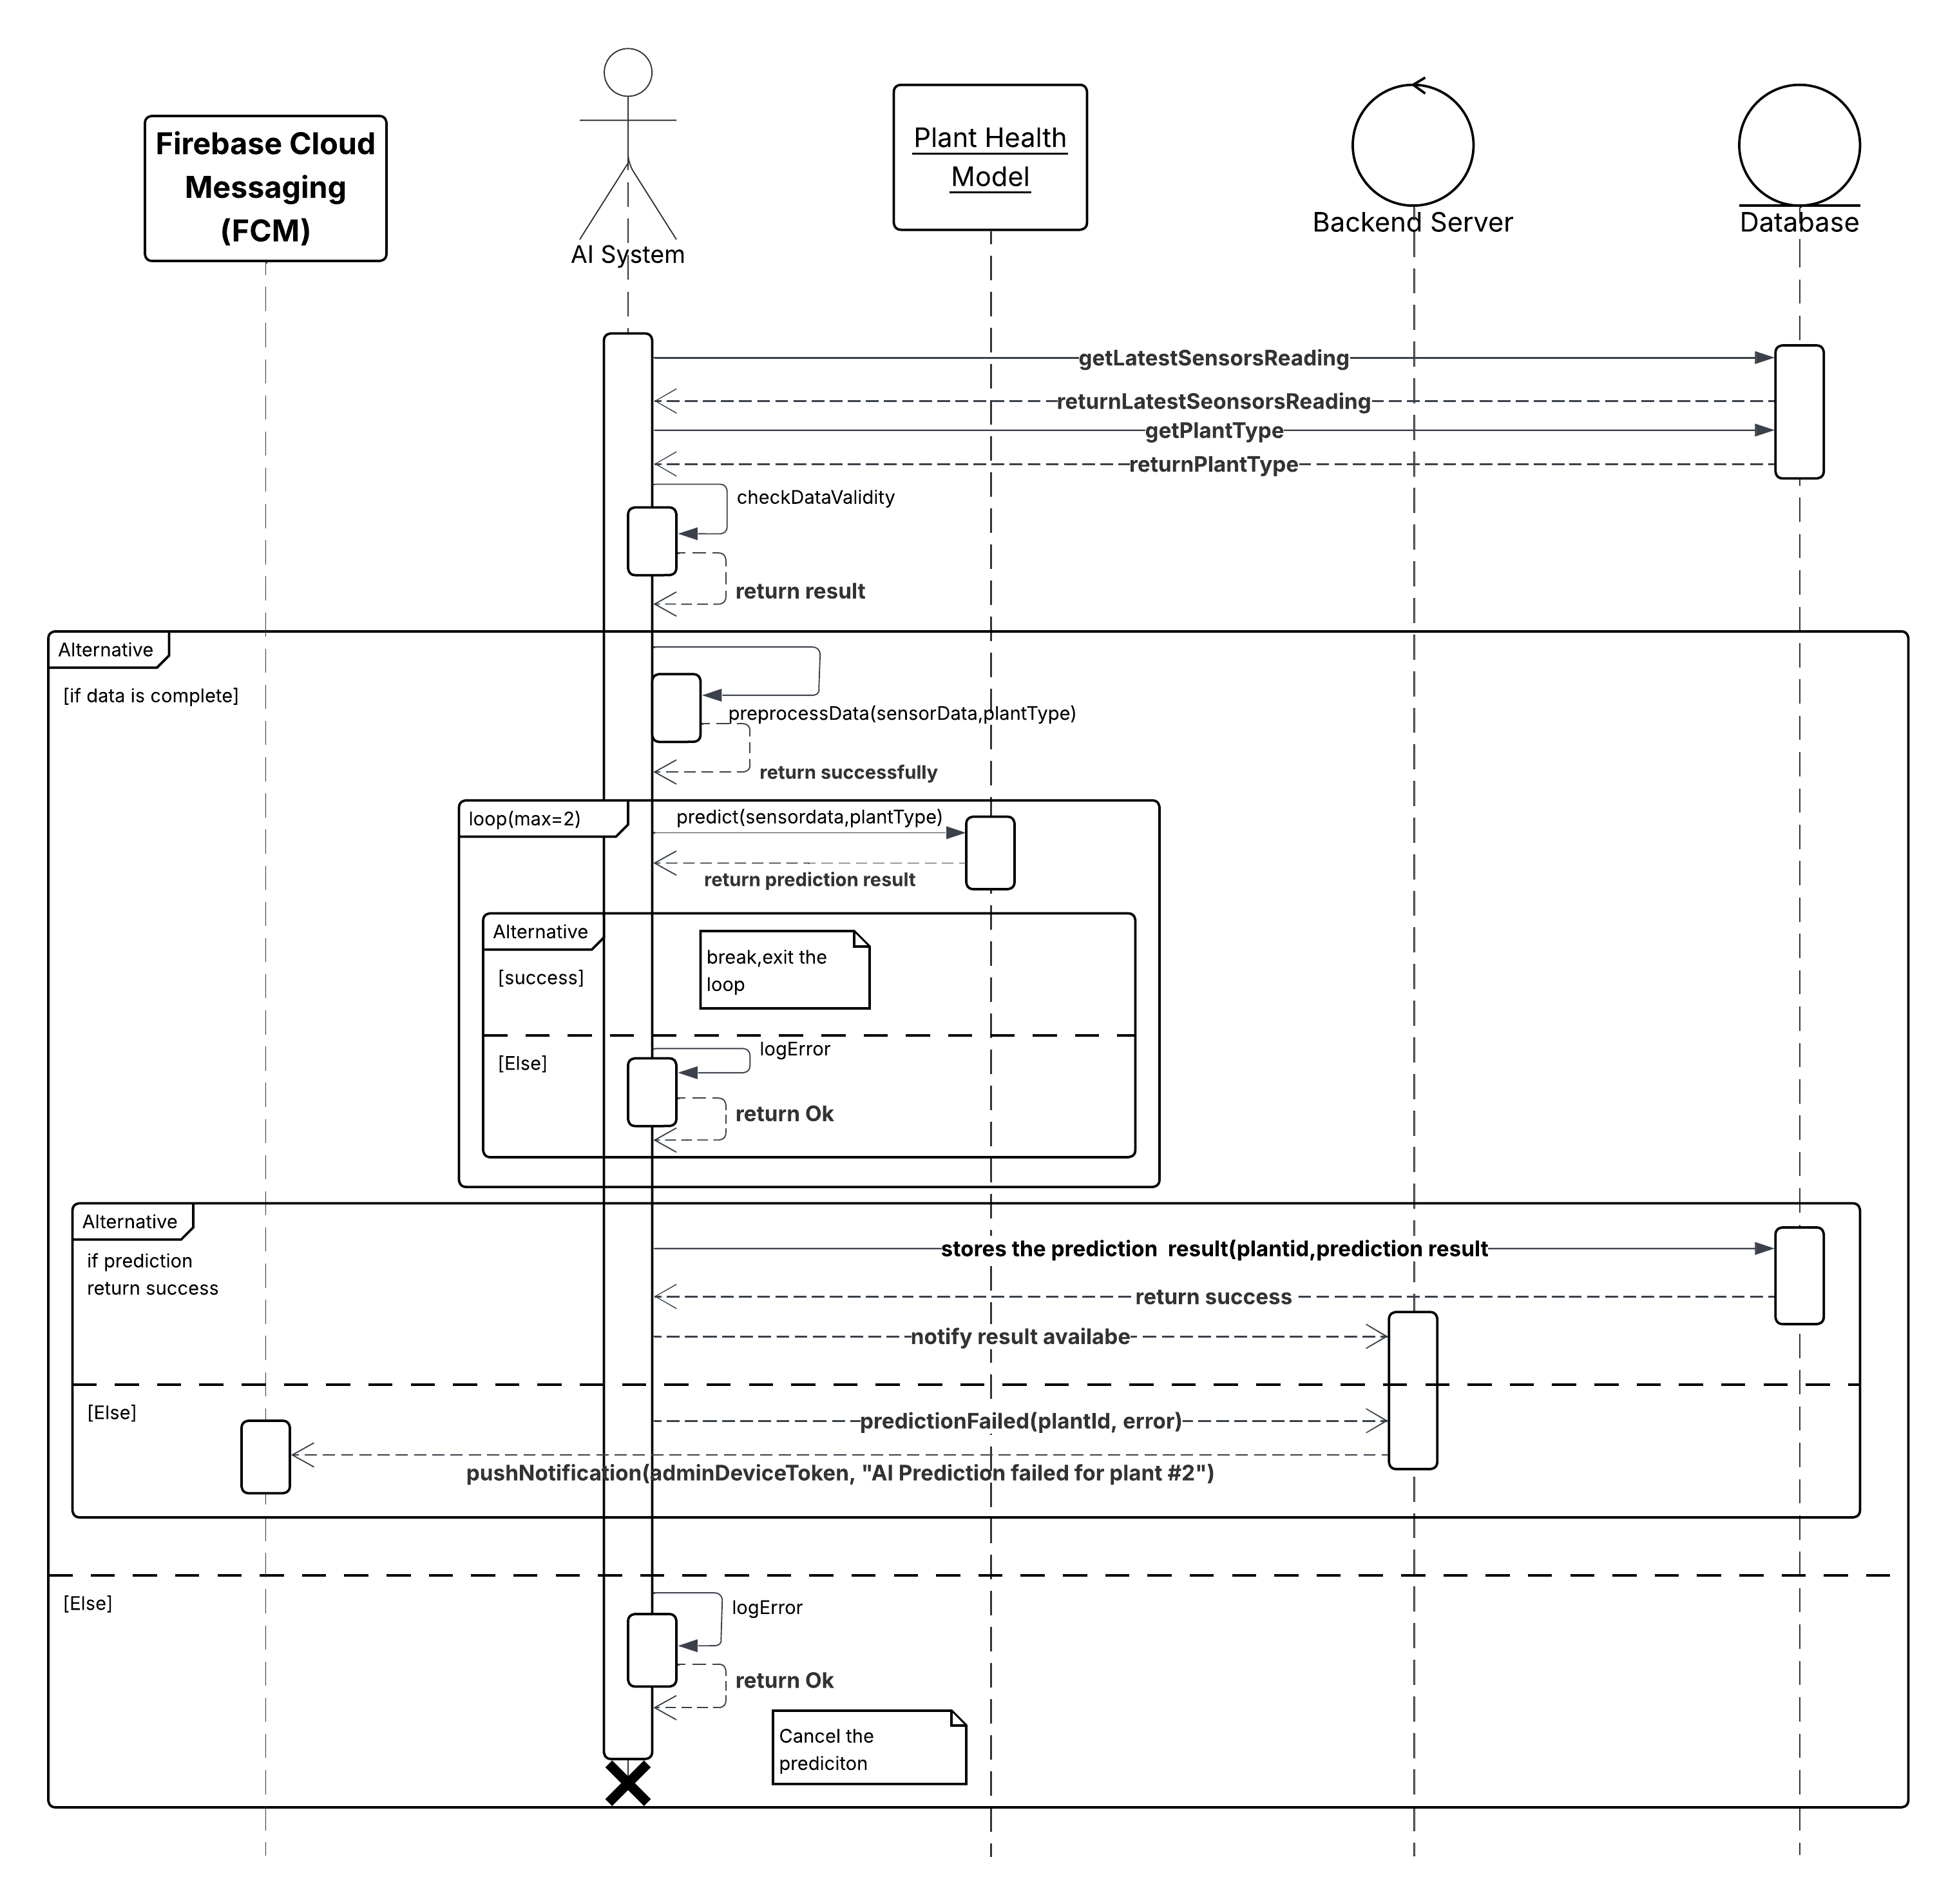 Firebase Cloud
Messaging
(FCM)
AI System
Plant Health
Model
Backend Server
Database
getLatestSensorsReading
returnLatestSeonsorsReading
getPlantType
returnPlantType
checkDataValidity
return result
Alternative
[if data is complete]
preprocessData(sensorData,plantType)
return successfully
loop(max=2)
predict(sensordata,plantType)
return prediction result
Alternative
[success]
break,exit the
loop
[Else]
logError
return Ok
Alternative
if prediction
return success
stores the prediction  result(plantid,prediction result
return success
notify result availabe
[Else]
predictionFailed(plantId, error)
pushNotification(adminDeviceToken, "AI Prediction failed for plant #2")
[Else]
logError
return Ok
Cancel the
prediciton